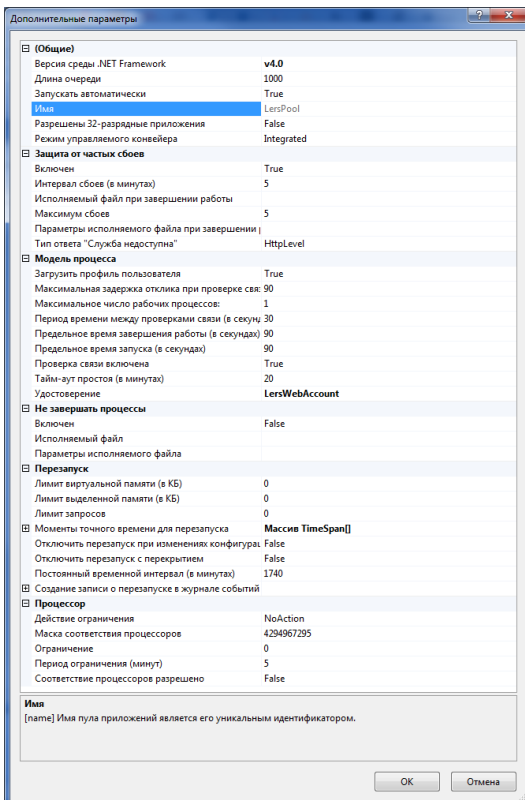 Дополнительные параметры
(Общие)
Версия среды .NET Framework v4.0
Длина очереди 1000
Запускать автоматически True
Имя LersPool
Разрешены 32-разрядные приложения False
Режим управляемого конвейера Integrated
Защита от частых сбоев
Включен True
Интервал сбоев (в минутах) 5
Исполняемый файл при завершении работы
Максимум сбоев 5
Параметры исполняемого файла при завершении
Тип ответа "Служба недоступна" HttpLevel
Модель процесса
Загрузить профиль пользователя True
Максимальная задержка отклика при проверке свя: 90
Максимальное число рабочих процессов: 1
Период времени между проверками связи (в секун, 30
Предельное время завершения работы (в секундах) 90
Предельное время запуска (в секундах) 90
Проверка связи включена True
Тайм-аут простоя (в минутах) 20
Удостоверение LersWebAccount
Не завершать процессы
Включен False
Исполняемый файл
Параметры исполняемого файла
Перезапуск
Лимит виртуальной памяти (в КБ) 0
Лимит выделенной памяти (в КБ) 0
Лимит запросов 0
Моменты точного времени для перезапуска Массив TimeSpan[]
Отключить перезапуск при изменениях конфигурац False
Отключить перезапуск с перекрытием False
Постоянный временной интервал (в минутах) 1740
Создание записи о перезапуске в журнале событий
Процессор
Действие ограничения NoAction
Маска соответствия процессоров 4294967295
Ограничение 0
Период ограничения (минут) 5
Соответствие процессоров разрешено False
Имя
[name] Имя пула приложений является его уникальным идентификатором.
ОК Отмена